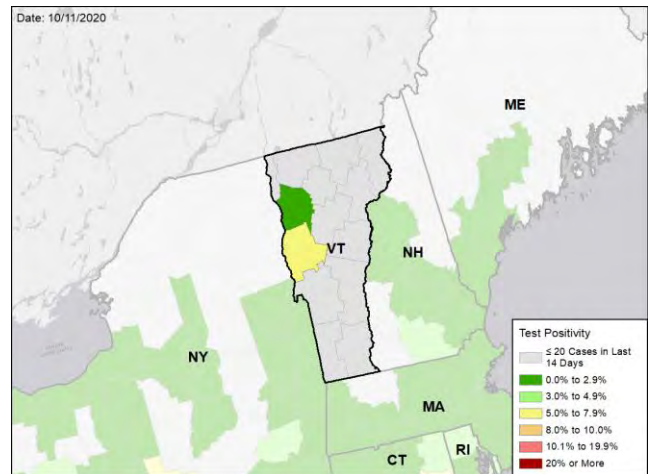 Date: 10/11/2020
ME
VT
NH
NY
MA
CT
RI
Test Positivity
≤ 20 Cases in Last
14 Days
0.0% to 2.9%
3.0% to 4.9%
5.0% to 7.9%
8.0% to 10.0%
10.1% to 19.9%
20% or More